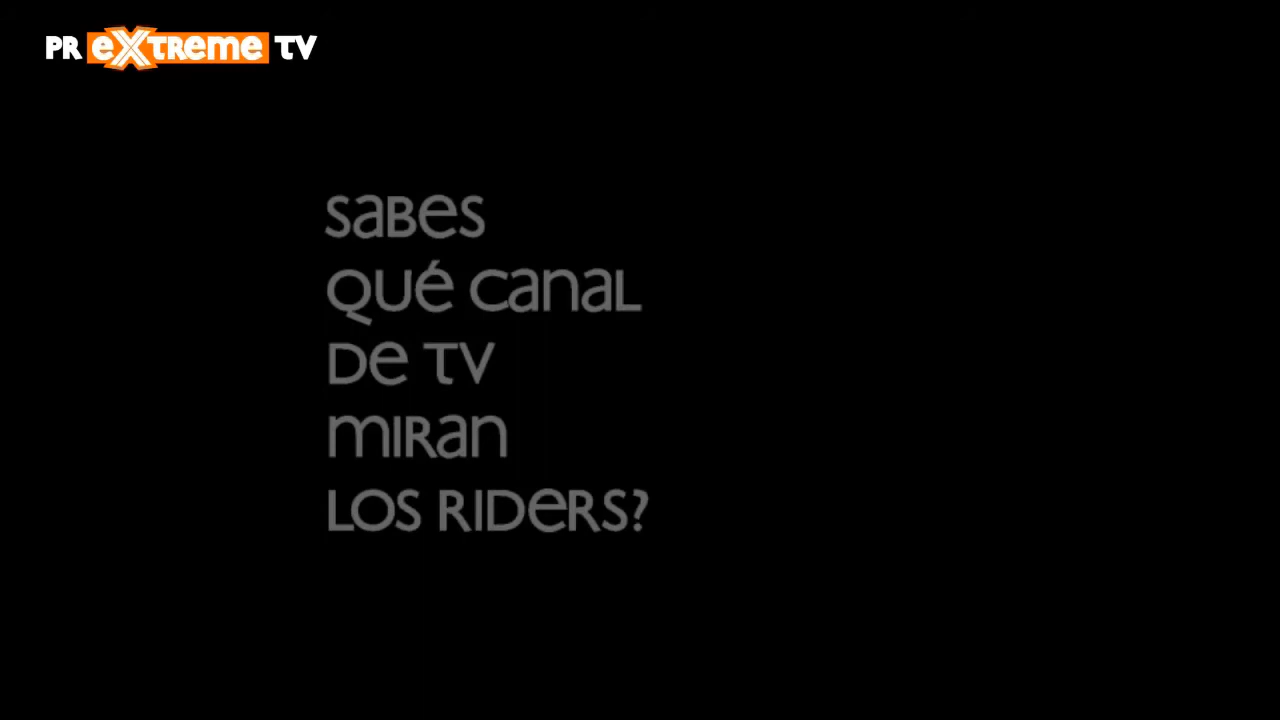 PR eXTReme TV
SaBes
QUÉ CanaL
De TV
mIRan
LOS RIDeRS?